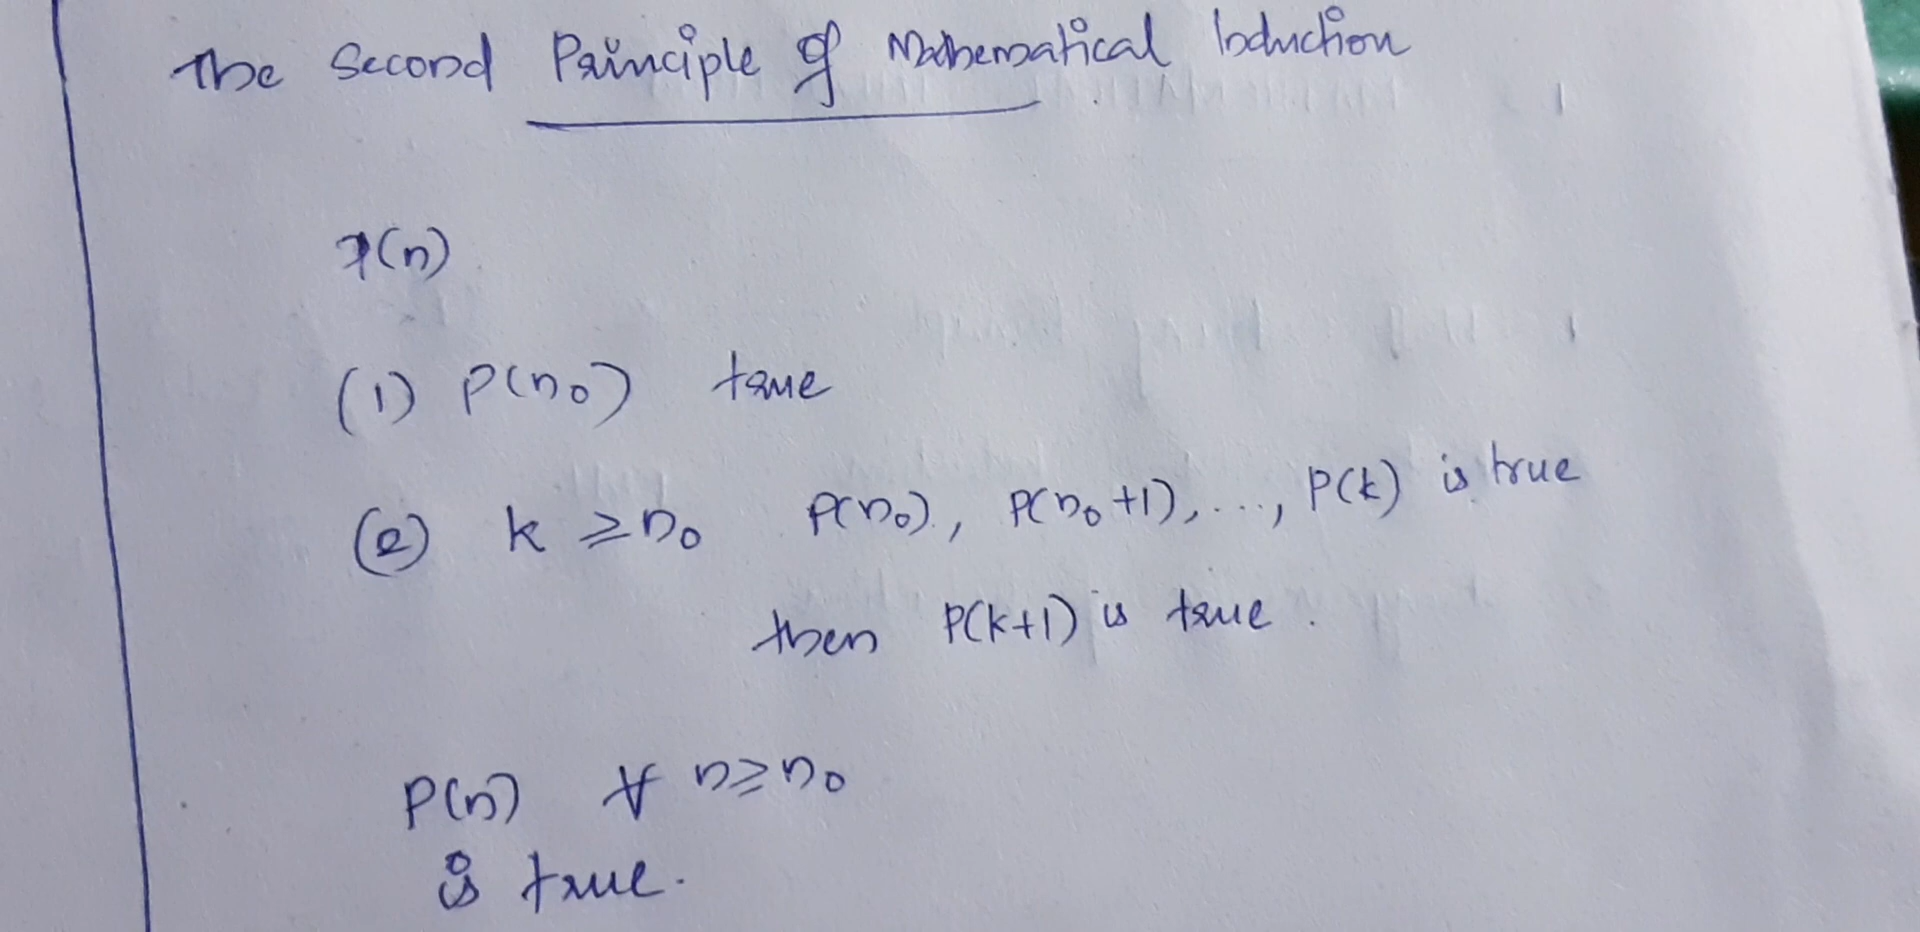 The Second Principle of Mathematical Induction
P(n)
(1) P(n₀) true
(2) k ≥ n₀ P(n₀), P(n₀+1), ..., P(k) is true
then P(k+1) is true.
P(n) ∀ n ≥ n₀
is true.